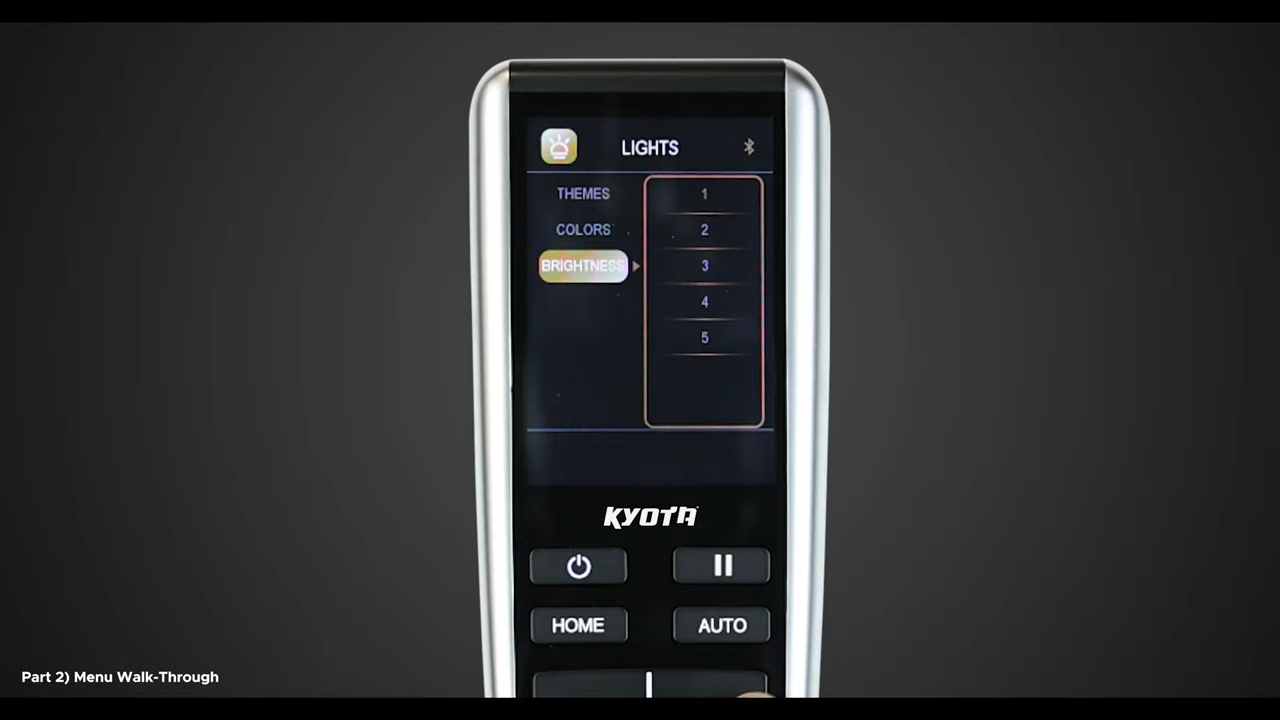 LIGHTS
THEMES
COLORS
BRIGHTNESS
1
2
3
4
5
KYOTA
HOME
AUTO
Part 2) Menu Walk-Through